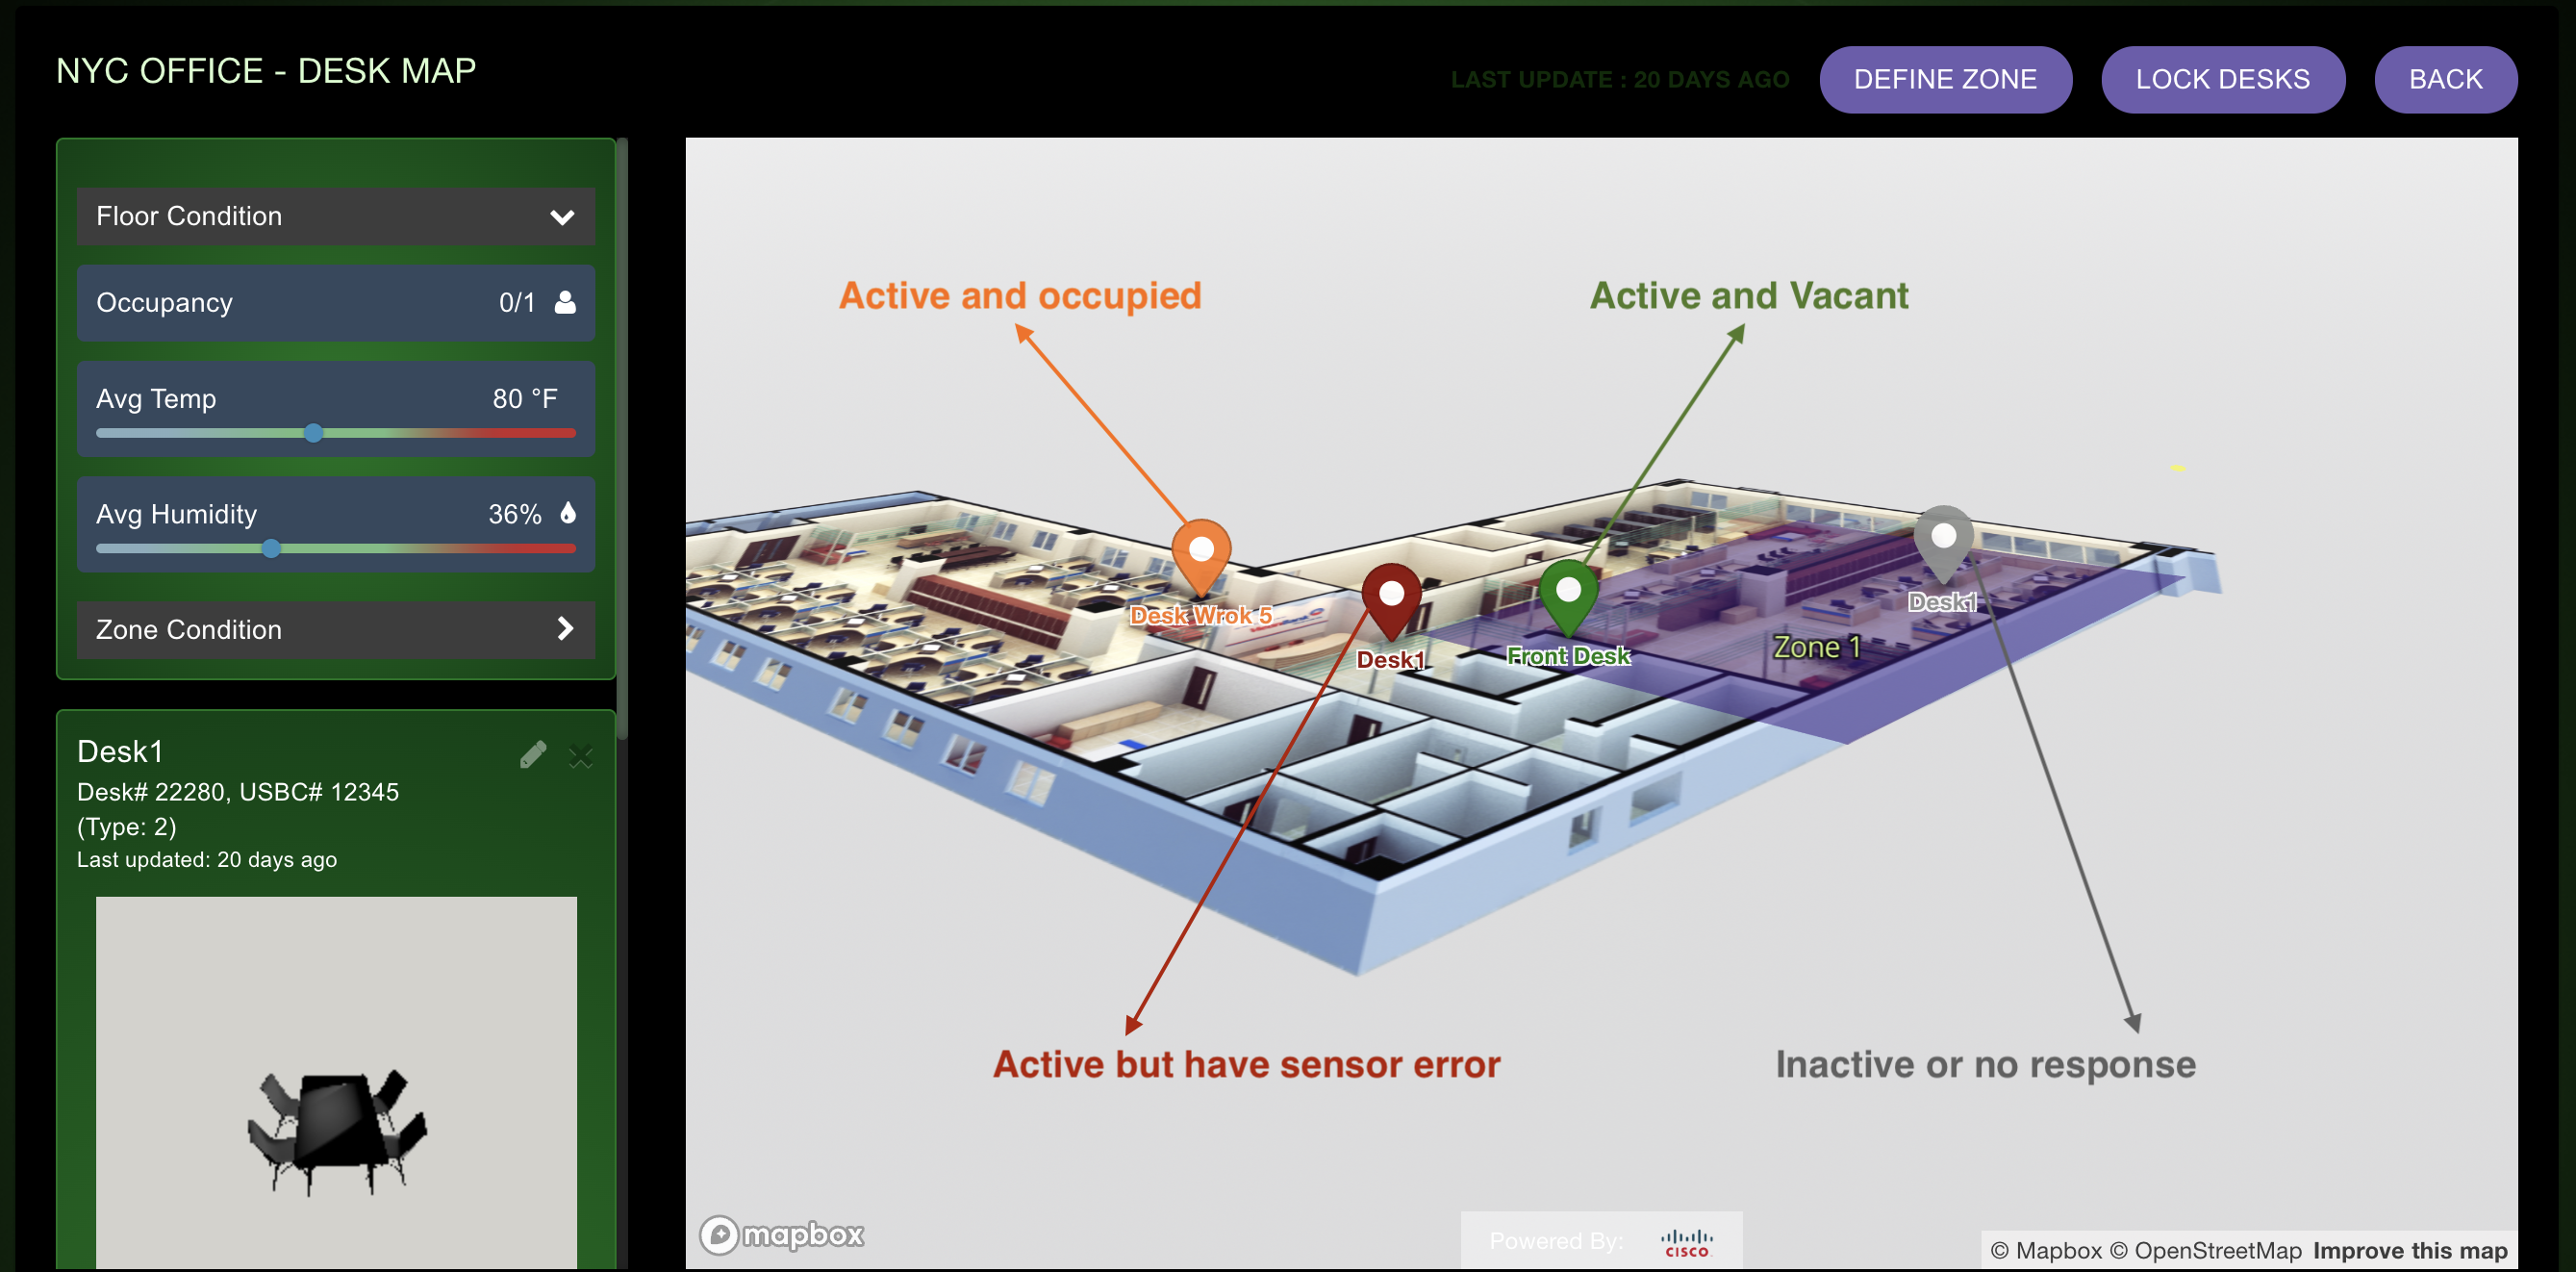 NYC OFFICE - DESK MAP
LAST UPDATE : 20 DAYS AGO
DEFINE ZONE
LOCK DESKS
BACK
Floor Condition
Occupancy 0/1
Avg Temp 80 °F
Avg Humidity 36%
Zone Condition
Desk1
Desk# 22280, USBC# 12345
(Type: 2)
Last updated: 20 days ago
Active and occupied
Active and Vacant
Desk Wrok 5
Desk1
Front Desk
Desk1
Zone 1
Active but have sensor error
Inactive or no response
mapbox
Powered By:
CISCO
© Mapbox © OpenStreetMap Improve this map